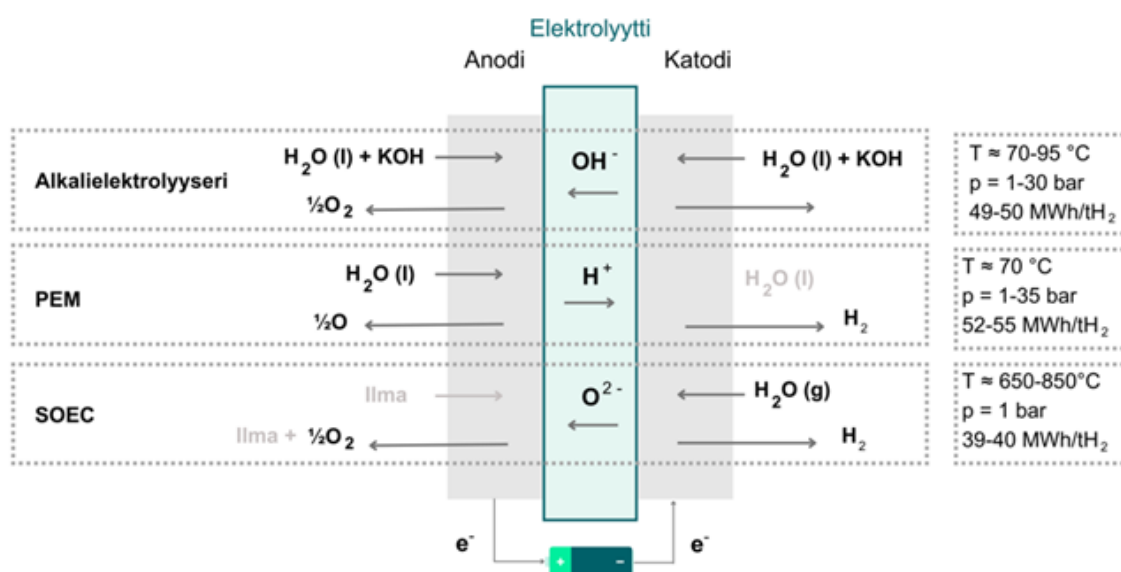 Elektrolyytti
Anodi
Katodi
Alkalielektrolyyseri
H₂O (l) + KOH
½O₂
OH⁻
H₂O (l) + KOH
T ≈ 70-95 °C
p = 1-30 bar
49-50 MWh/tH₂
PEM
H₂O (l)
½O
H⁺
H₂O (l)
H₂
T ≈ 70 °C
p = 1-35 bar
52-55 MWh/tH₂
SOEC
Ilma
Ilma + ½O₂
O²⁻
H₂O (g)
H₂
T ≈ 650-850°C
p = 1 bar
39-40 MWh/tH₂
e⁻
+
−
e⁻